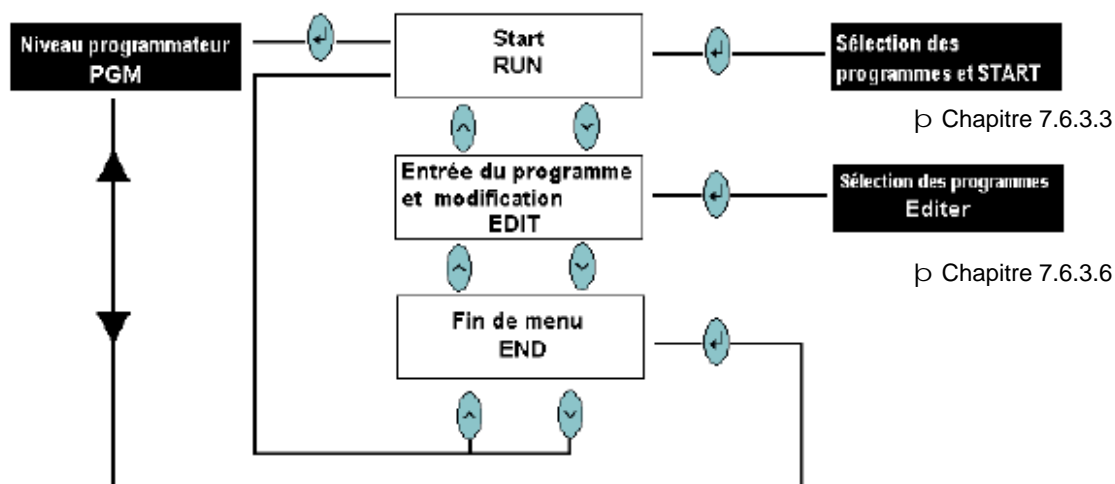 Niveau programmateur
PGM
Start
RUN
Sélection des
programmes et START
þ Chapitre 7.6.3.3
Entrée du programme
et modification
EDIT
Sélection des programmes
Editer
þ Chapitre 7.6.3.6
Fin de menu
END